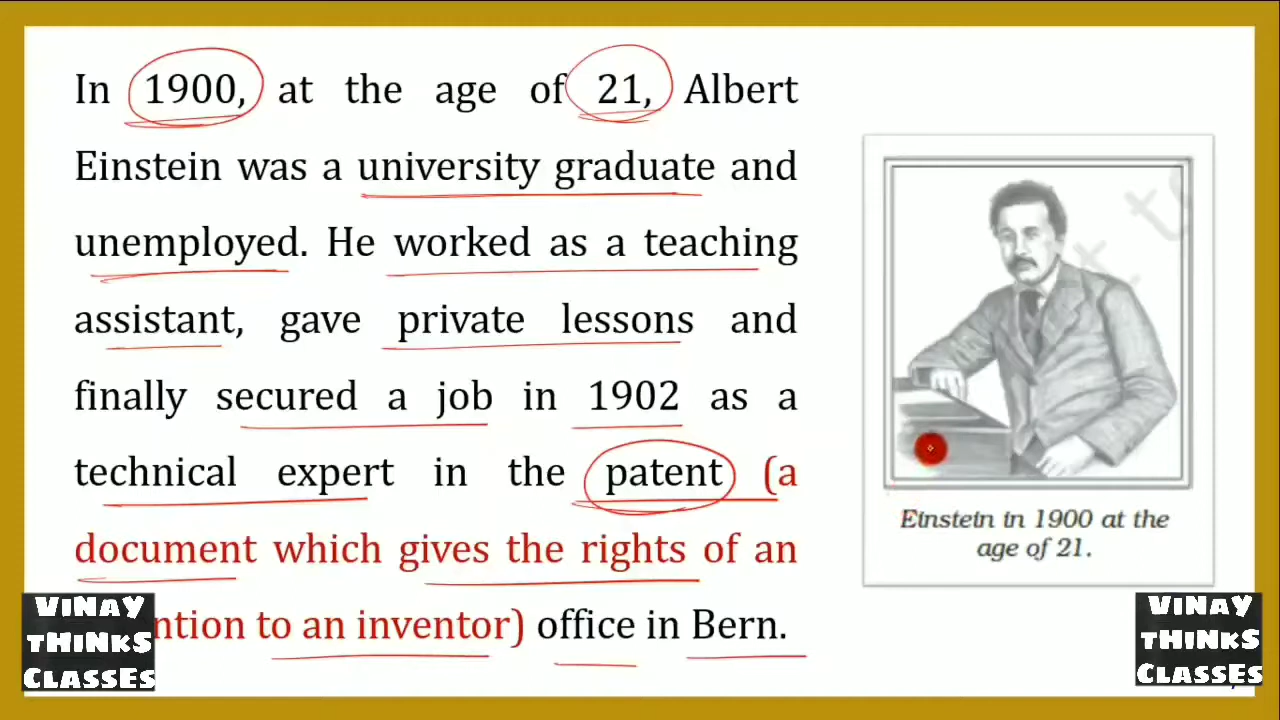 In 1900, at the age of 21, Albert
Einstein was a university graduate and
unemployed. He worked as a teaching
assistant, gave private lessons and
finally secured a job in 1902 as a
technical expert in the patent (a
document which gives the rights of an
ntion to an inventor) office in Bern.
Einstein in 1900 at the
age of 21.
ViNAY
tHiNKS
CLASSES
ViNAY
tHiNKS
CLASSES